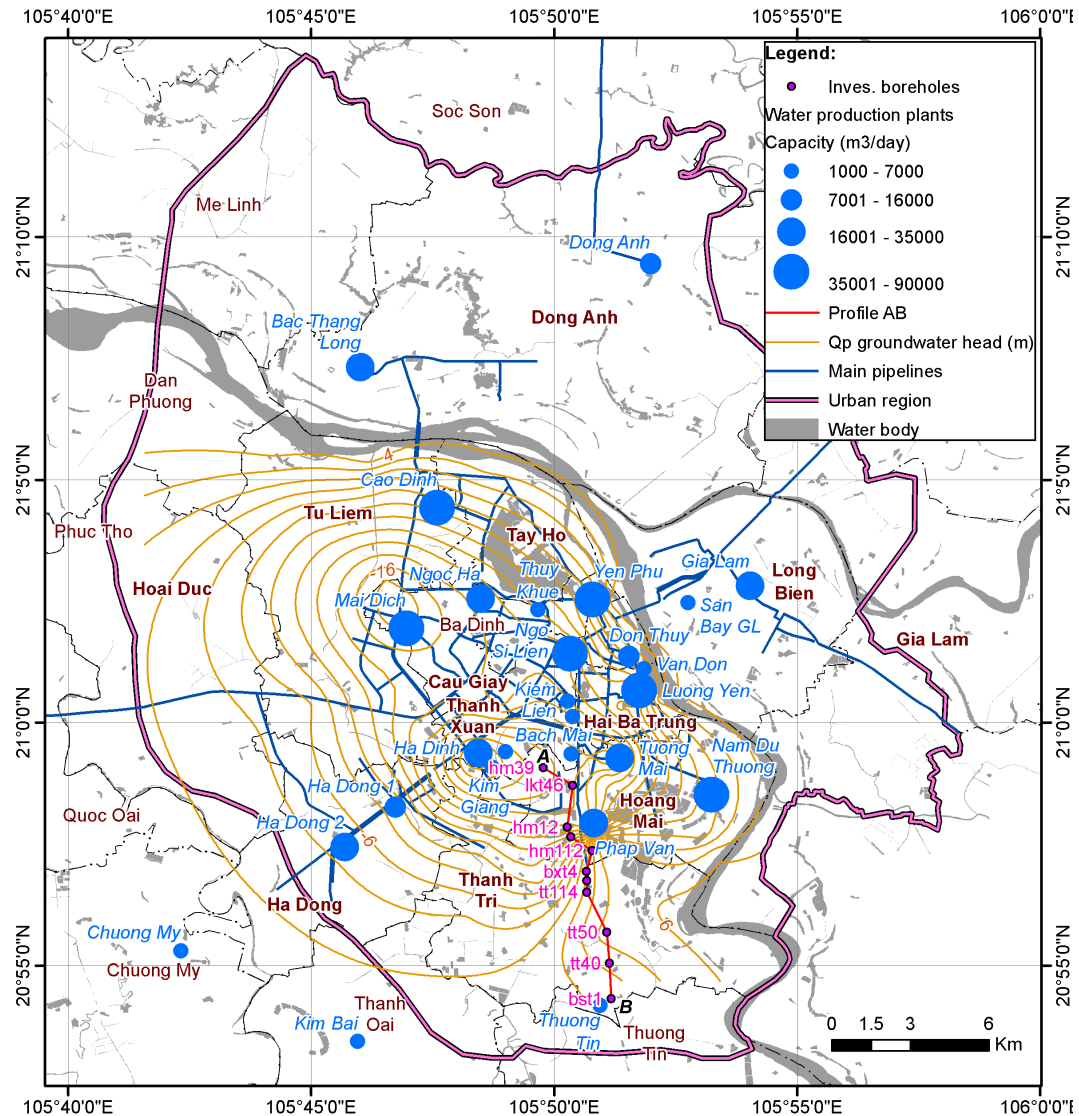 105°40'0"E
105°45'0"E
105°50'0"E
105°55'0"E
106°0'0"E
Legend:
Inves. boreholes
Water production plants
Capacity (m3/day)
1000 - 7000
7001 - 16000
16001 - 35000
35001 - 90000
Profile AB
Qp groundwater head (m)
Main pipelines
Urban region
Water body
Soc Son
Me Linh
21°10'0"N
21°10'0"N
Dong Anh
Dong Anh
Bac Thang
Long
Dan
Phuong
4
21°5'0"N
21°5'0"N
Cao Dinh
Tu Liem
Phuc Tho
Tay Ho
-16
Ngoc Ha
Thuy
Khue
Yen Phu
Gia Lam
Long
Bien
Hoai Duc
Mai Dich
Ba Dinh
San
Bay GL
Ngo
Si Lien
Don Thuy
Gia Lam
Van Don
Cau Giay
Kiem
Lien
Luong Yen
Thanh
Xuan
21°0'0"N
21°0'0"N
Hai Ba Trung
Bach Mai
Ha Dinh
A
Tuong
Mai
Nam Du
Thuong
hm39
Ha Dong 1
Kim
Giang
lkt46
Hoang
Mai
Quoc Oai
Ha Dong 2
hm12
6
hm112
Phap Van
bxt4
Thanh
Tri
tt114
Ha Dong
6
Chuong My
tt50
20°55'0"N
20°55'0"N
Chuong My
tt40
bst1
B
Thanh
Oai
Kim Bai
Thuong
Tin
Thuong
Tin
0 1.5 3 6
Km
105°40'0"E
105°45'0"E
105°50'0"E
105°55'0"E
106°0'0"E